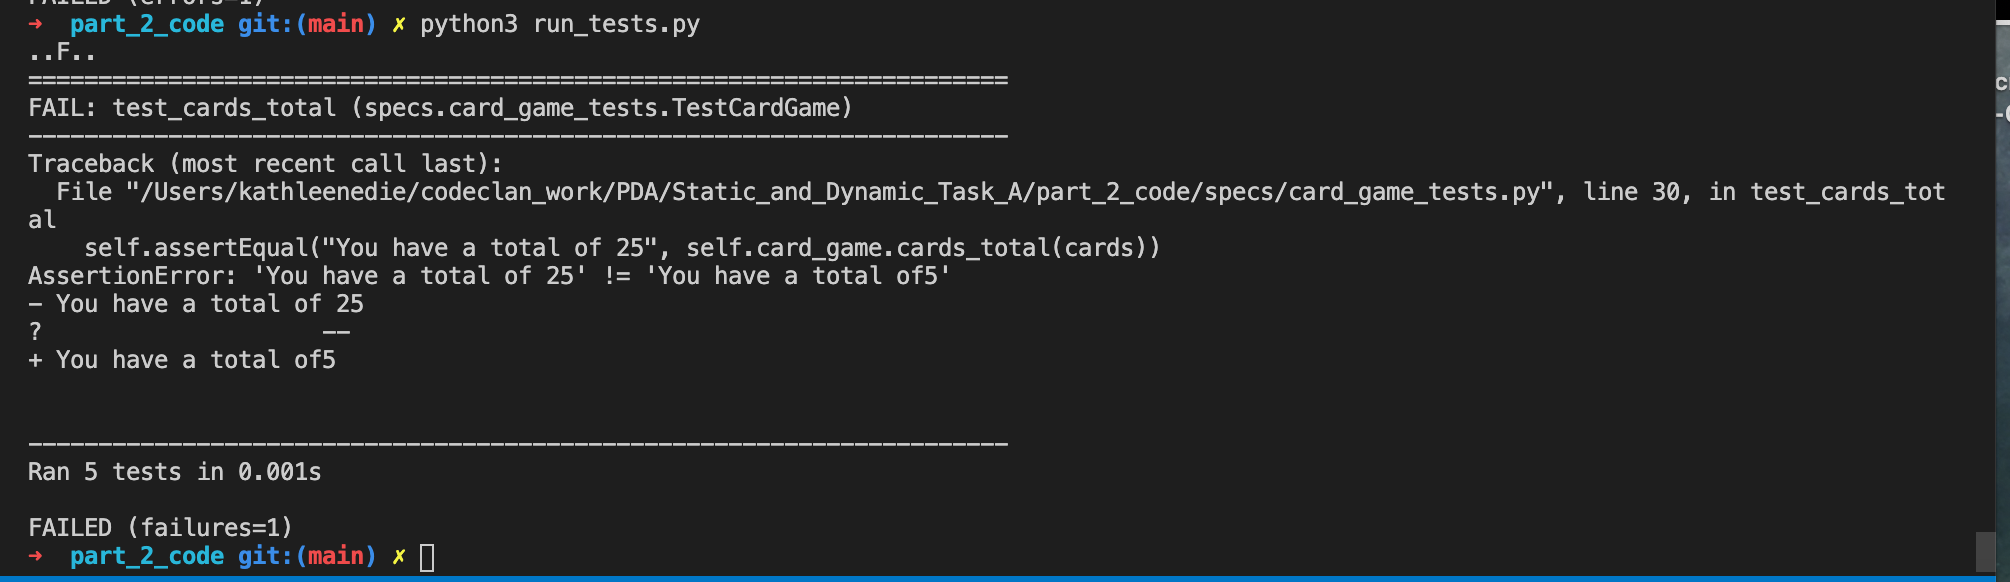 FAILED (errors=1)
→ part_2_code git:(main) ✗ python3 run_tests.py
..F..
======================================================================
FAIL: test_cards_total (specs.card_game_tests.TestCardGame)
----------------------------------------------------------------------
Traceback (most recent call last):
  File "/Users/kathleenedie/codeclan_work/PDA/Static_and_Dynamic_Task_A/part_2_code/specs/card_game_tests.py", line 30, in test_cards_tot
al
    self.assertEqual("You have a total of 25", self.card_game.cards_total(cards))
AssertionError: 'You have a total of 25' != 'You have a total of5'
- You have a total of 25
?                    --
+ You have a total of5
----------------------------------------------------------------------
Ran 5 tests in 0.001s
FAILED (failures=1)
→ part_2_code git:(main) ✗